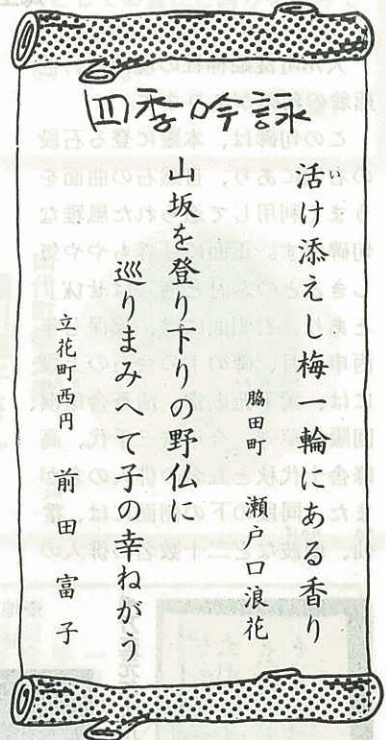 四季吟詠
活け添えし梅一輪にある香り
い
脇田町 瀬戸口浪花
山坂を登り下りの野仏に
巡りまみへて子の幸ねがう
立花町西円 前田富子